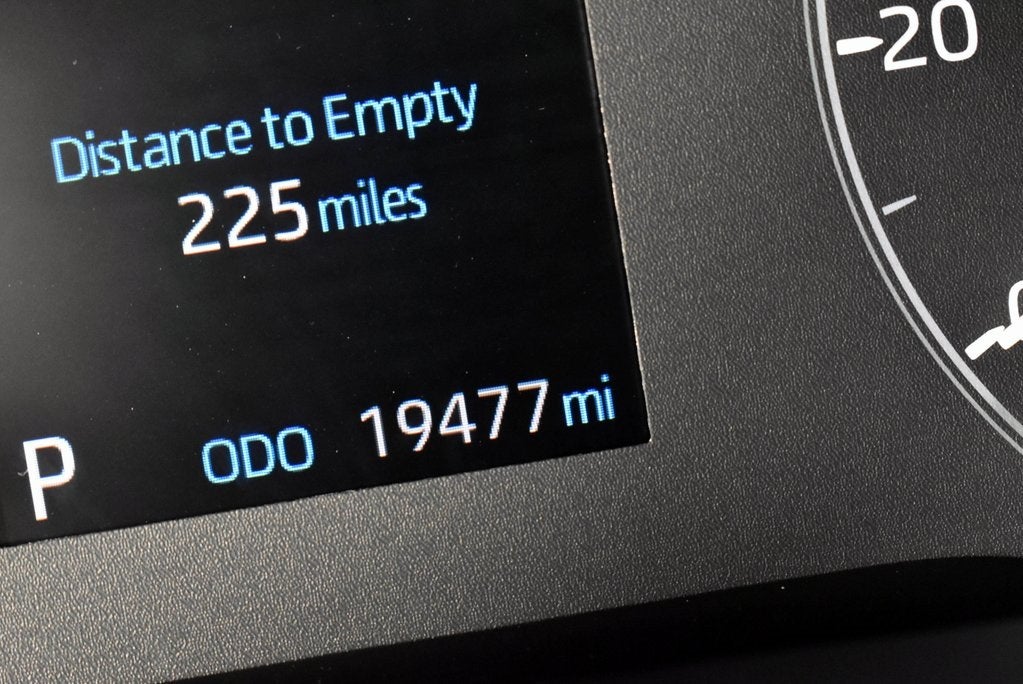 Distance to Empty
225 miles
P ODO 19477 mi
20